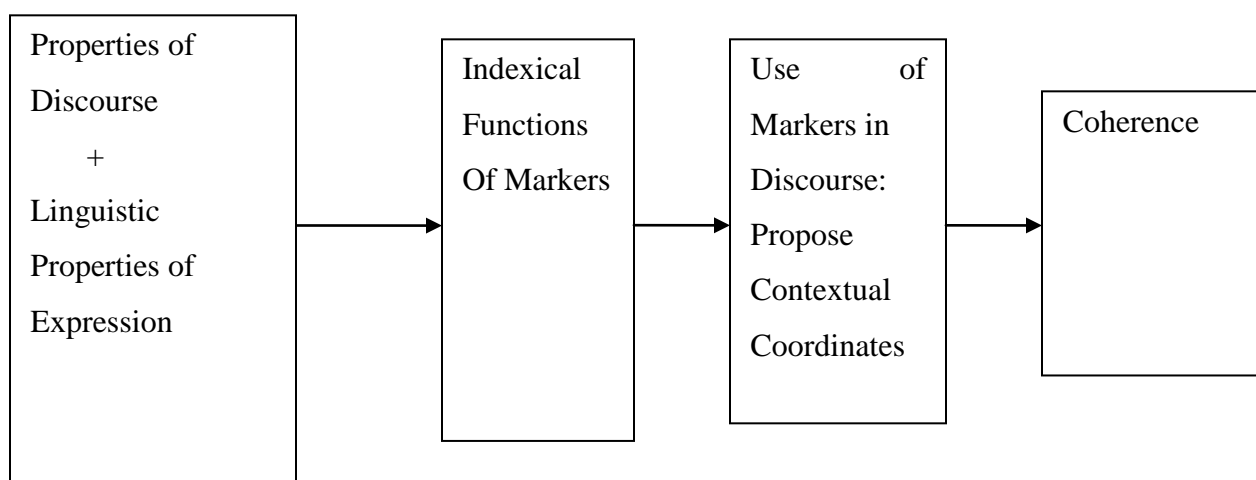 Properties of
Discourse
+
Linguistic
Properties of
Expression
Indexical
Functions
Of Markers
Use of
Markers in
Discourse:
Propose
Contextual
Coordinates
Coherence